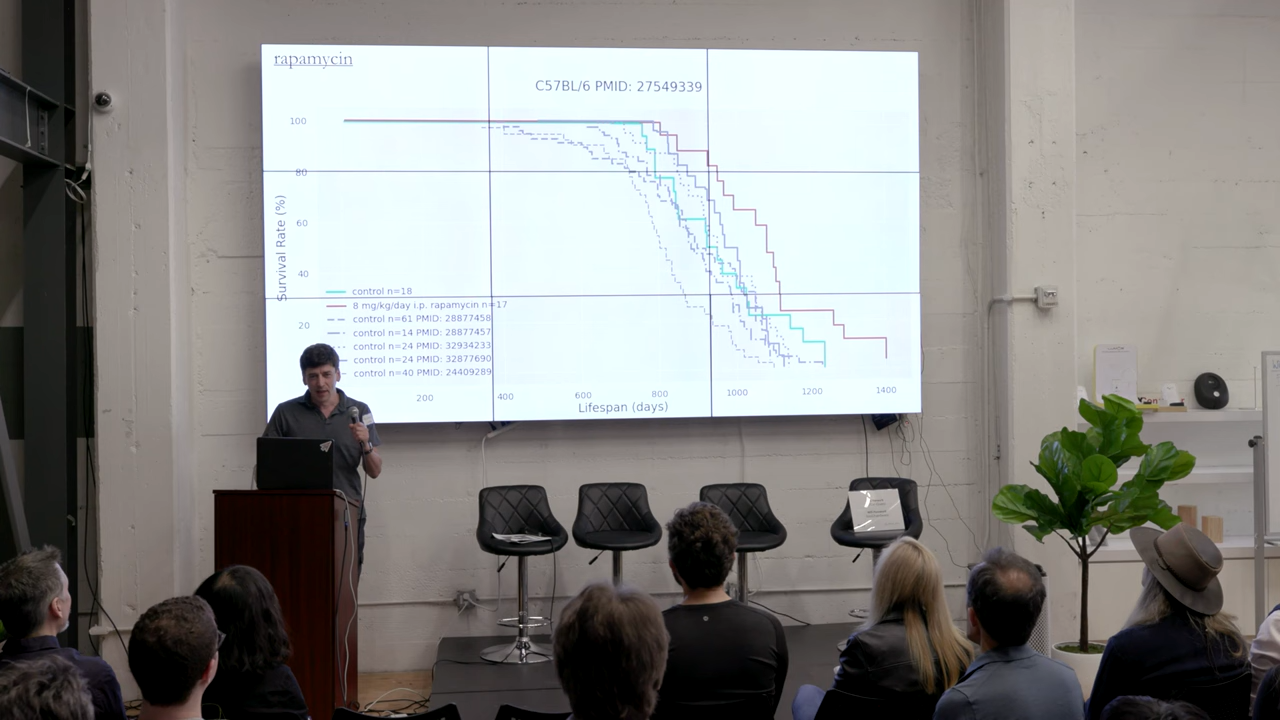 rapamycin
C57BL/6 PMID: 27549339
Survival Rate (%)
100
80
60
40
20
control n=18
8 mg/kg/day i.p. rapamycin n=17
control n=61 PMID: 28877458
control n=14 PMID: 28877457
control n=24 PMID: 32934233
control n=24 PMID: 32877690
control n=40 PMID: 24409289
200 400 600 800 1000 1200 1400
Lifespan (days)